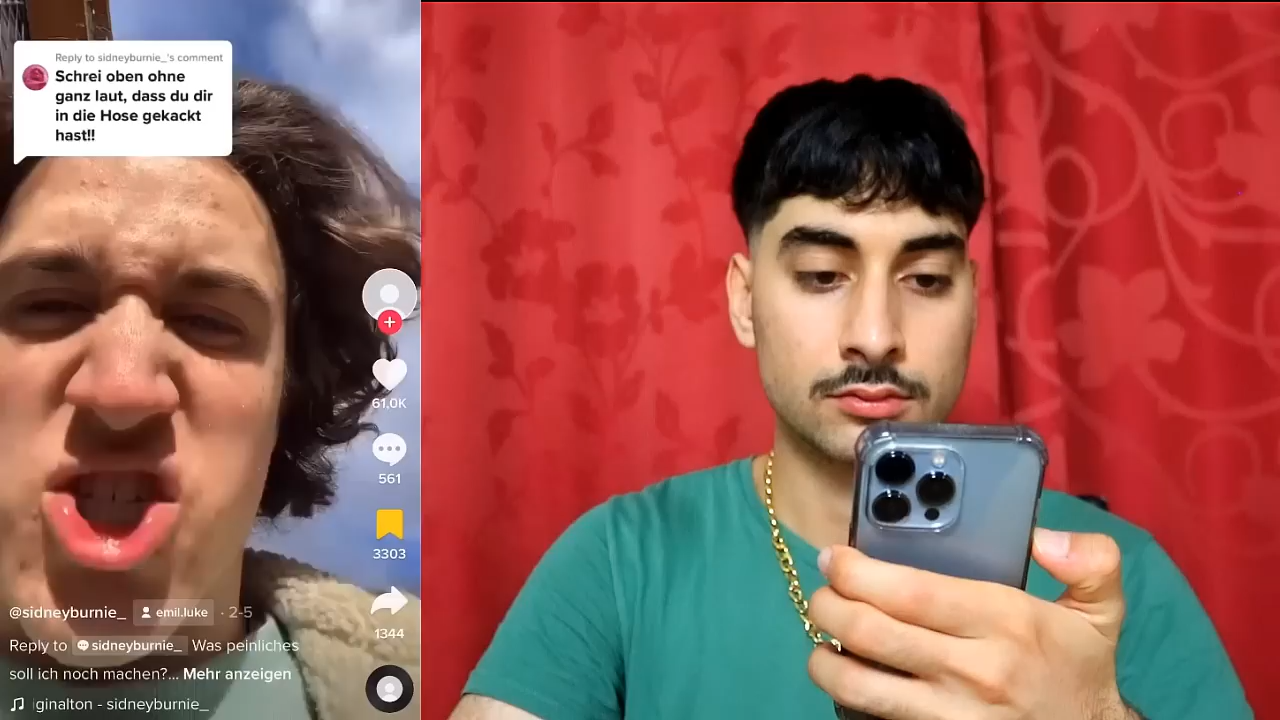 Reply to sidneyburnie_'s comment
Schrei oben ohne
ganz laut, dass du dir
in die Hose gekackt
hast!!
61.0K
561
3303
1344
@sidneyburnie_ emil.luke · 2-5
Reply to sidneyburnie_ Was peinliches
soll ich noch machen?... Mehr anzeigen
iginalton - sidneyburnie_